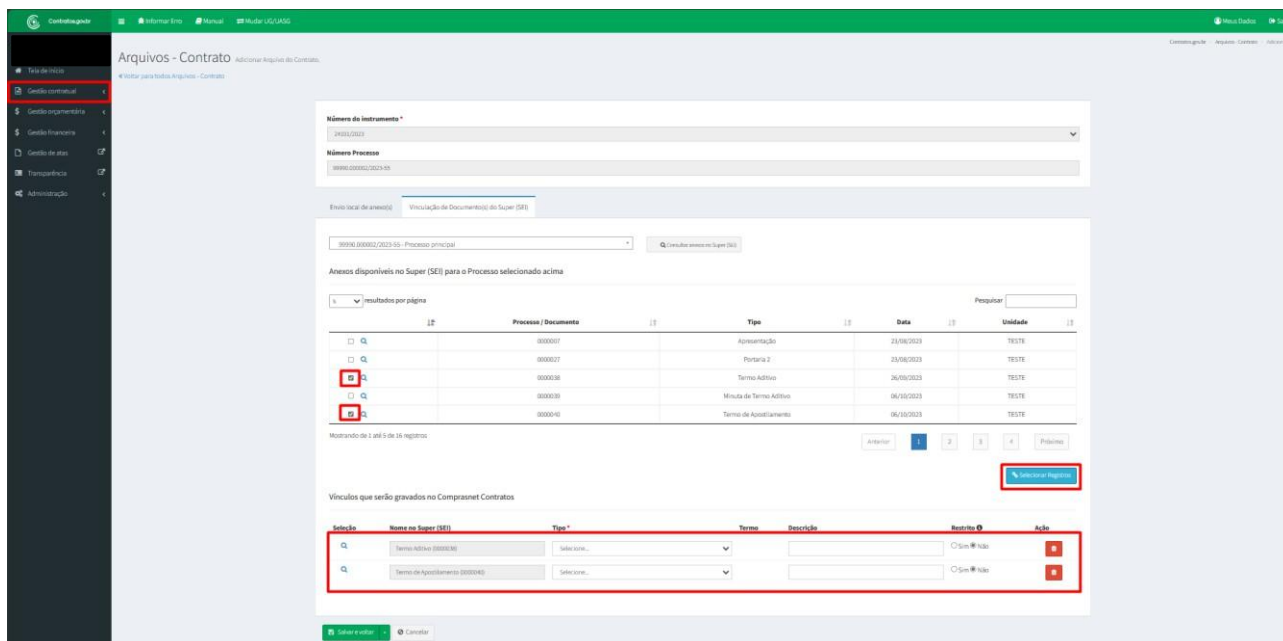 Contratos.gov.br Informar Erro Manual Mudar UG/UASG Meus Dados
Contratos.gov.br Arquivos - Contrato
Arquivos - Contrato Adicionar Arquivo do Contrato.
Voltar para todos Arquivos - Contrato
Tela de início
Gestão contratual
Gestão orçamentária
Gestão financeira
Gestão de atas
Transparência
Administração
Número do instrumento *
Número Processo
99990.000002/2023-55
Envio local de anexo(s) Vinculação de Documento(s) do Super (SEI)
99990.000002/2023-55 - Processo principal Consultar anexos no Super (SEI)
Anexos disponíveis no Super (SEI) para o Processo selecionado acima
5 resultados por página Pesquisar
Processo / Documento Tipo Data Unidade
0000007 Apresentação 23/08/2023 TESTE
0000027 Portaria 2 23/08/2023 TESTE
0000038 Termo Aditivo 26/09/2023 TESTE
0000039 Minuta de Termo Aditivo 06/10/2023 TESTE
0000040 Termo de Apostilamento 06/10/2023 TESTE
Mostrando de 1 até 5 de 16 registros Anterior 1 2 3 4 Próximo
Selecionar Registros
Vínculos que serão gravados no Comprasnet Contratos
Seleção Nome no Super (SEI) Tipo * Termo Descrição Restrito Ação
Termo Aditivo (0000038) Selecione... Sim Não
Termo de Apostilamento (0000040) Selecione... Sim Não
Salvar e voltar Cancelar